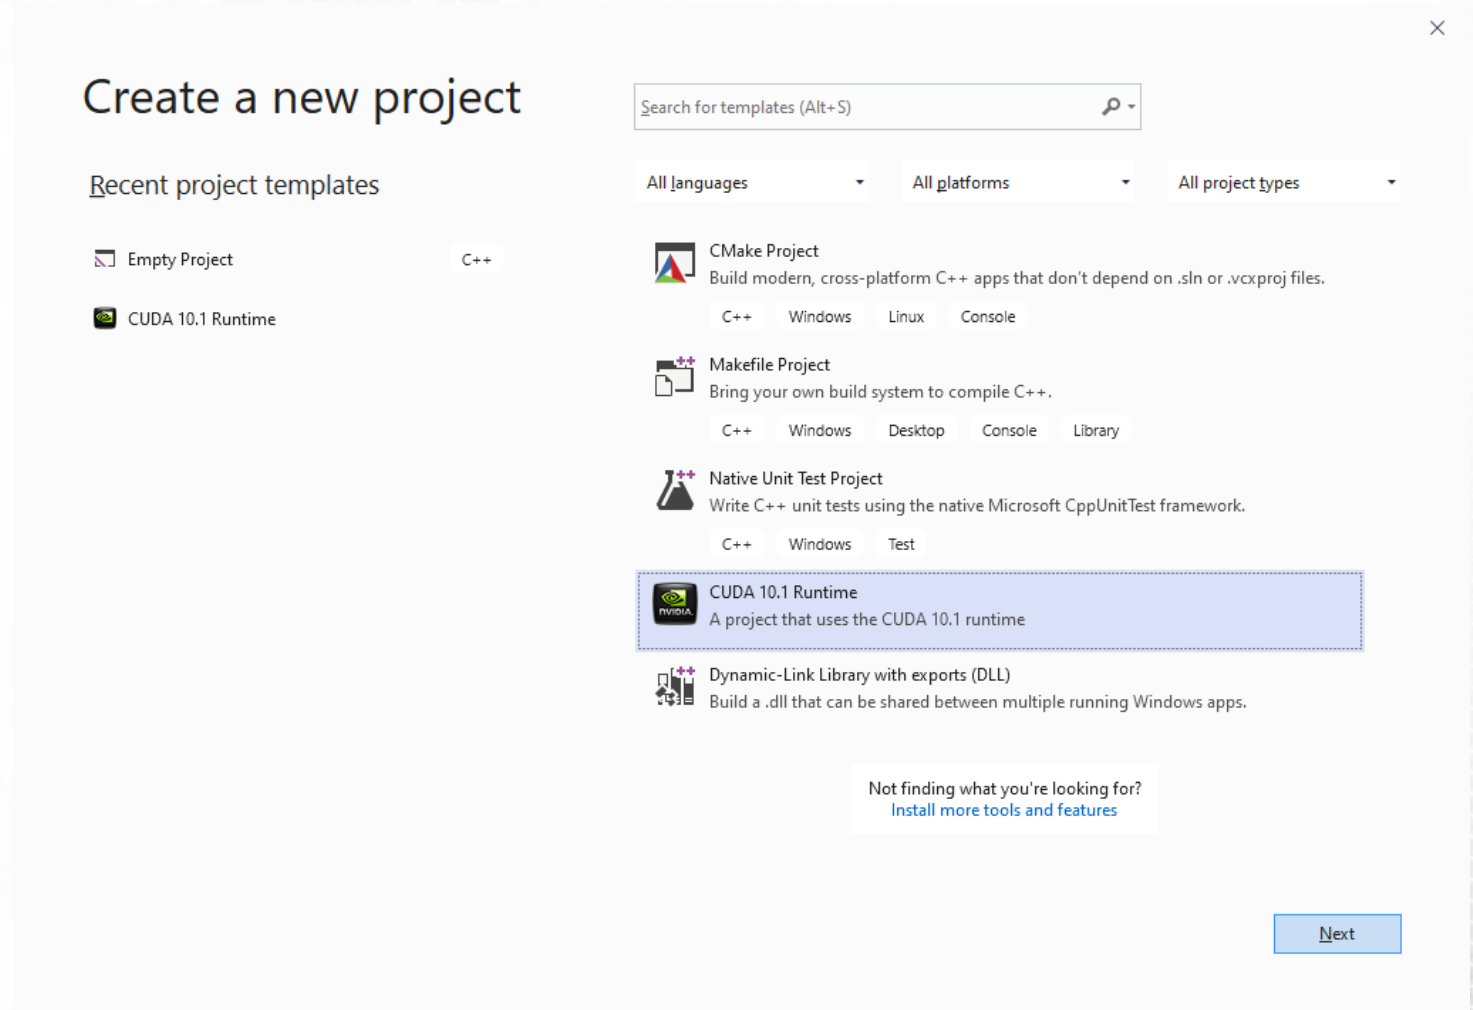 Create a new project
Search for templates (Alt+S)
Recent project templates
All languages
All platforms
All project types
Empty Project
C++
CUDA 10.1 Runtime
CMake Project
Build modern, cross-platform C++ apps that don't depend on .sln or .vcxproj files.
C++ Windows Linux Console
Makefile Project
Bring your own build system to compile C++.
C++ Windows Desktop Console Library
Native Unit Test Project
Write C++ unit tests using the native Microsoft CppUnitTest framework.
C++ Windows Test
NVIDIA.
CUDA 10.1 Runtime
A project that uses the CUDA 10.1 runtime
Dynamic-Link Library with exports (DLL)
Build a .dll that can be shared between multiple running Windows apps.
Not finding what you're looking for?
Install more tools and features
Next